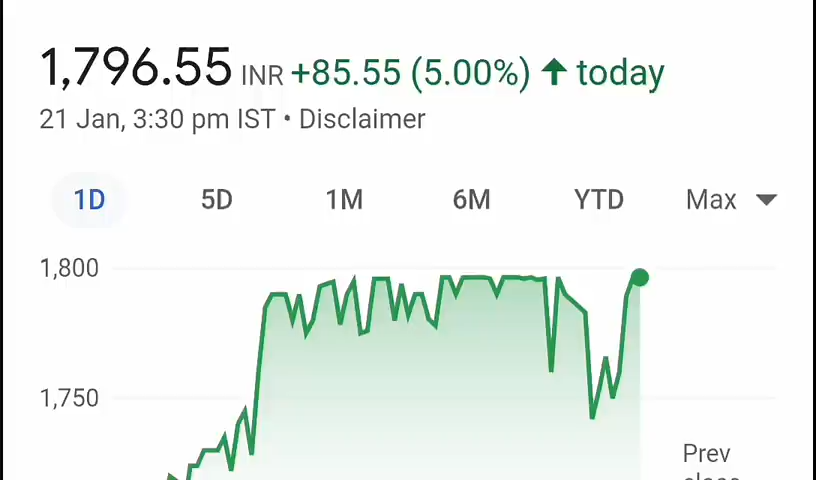 1,796.55 INR +85.55 (5.00%) ↑ today
21 Jan, 3:30 pm IST • Disclaimer
1D 5D 1M 6M YTD Max
1,800
1,750
Prev
close